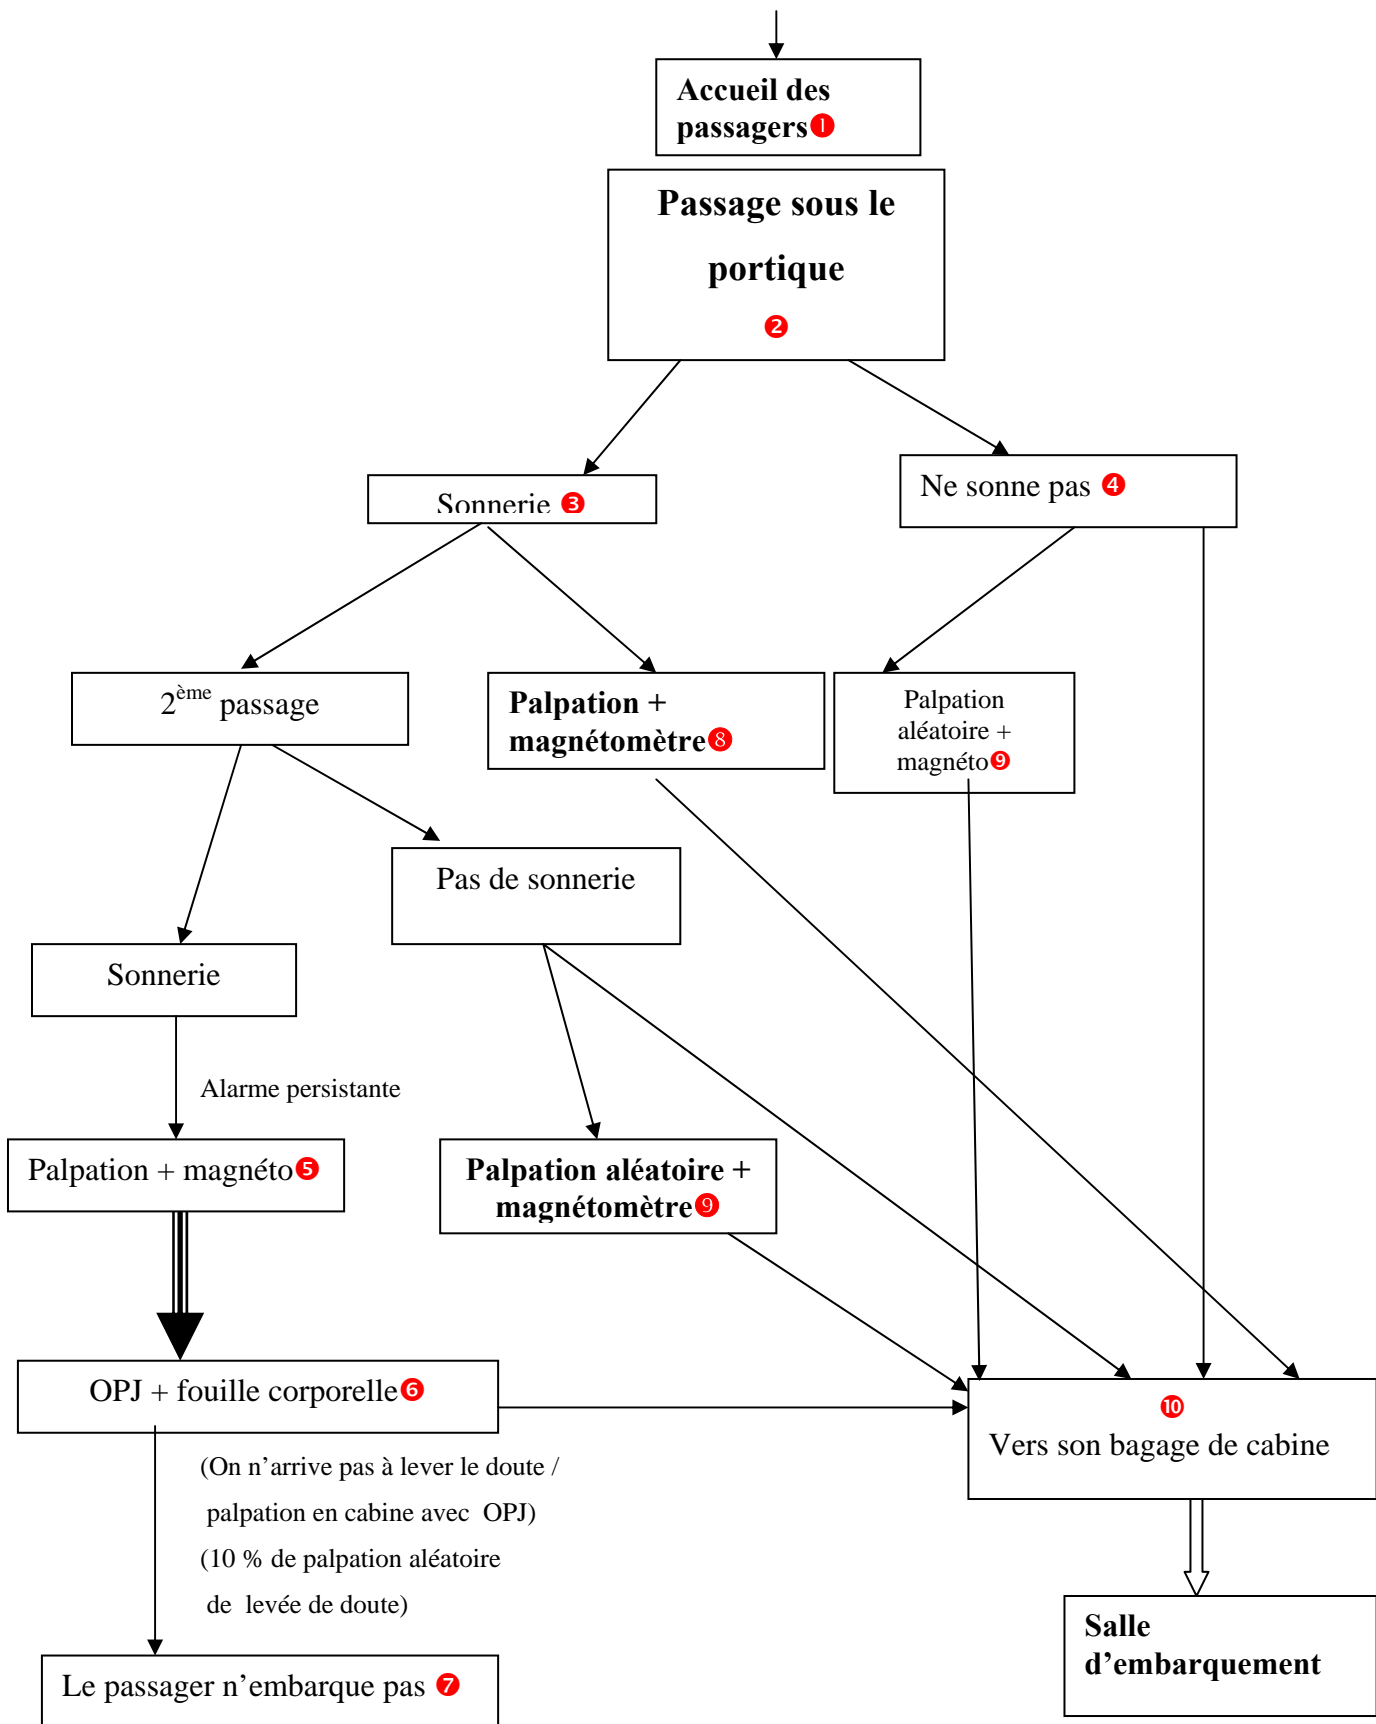 Accueil des
passagers❶
Passage sous le
portique
❷
Sonnerie ❸
Ne sonne pas ❹
2ème passage
Palpation +
magnétomètre❽
Palpation
aléatoire +
magnéto❾
Pas de sonnerie
Sonnerie
Alarme persistante
Palpation + magnéto❺
Palpation aléatoire +
magnétomètre❾
OPJ + fouille corporelle❻
❿
Vers son bagage de cabine
(On n’arrive pas à lever le doute /
palpation en cabine avec OPJ)
(10 % de palpation aléatoire
de levée de doute)
Salle
d’embarquement
Le passager n’embarque pas ❼